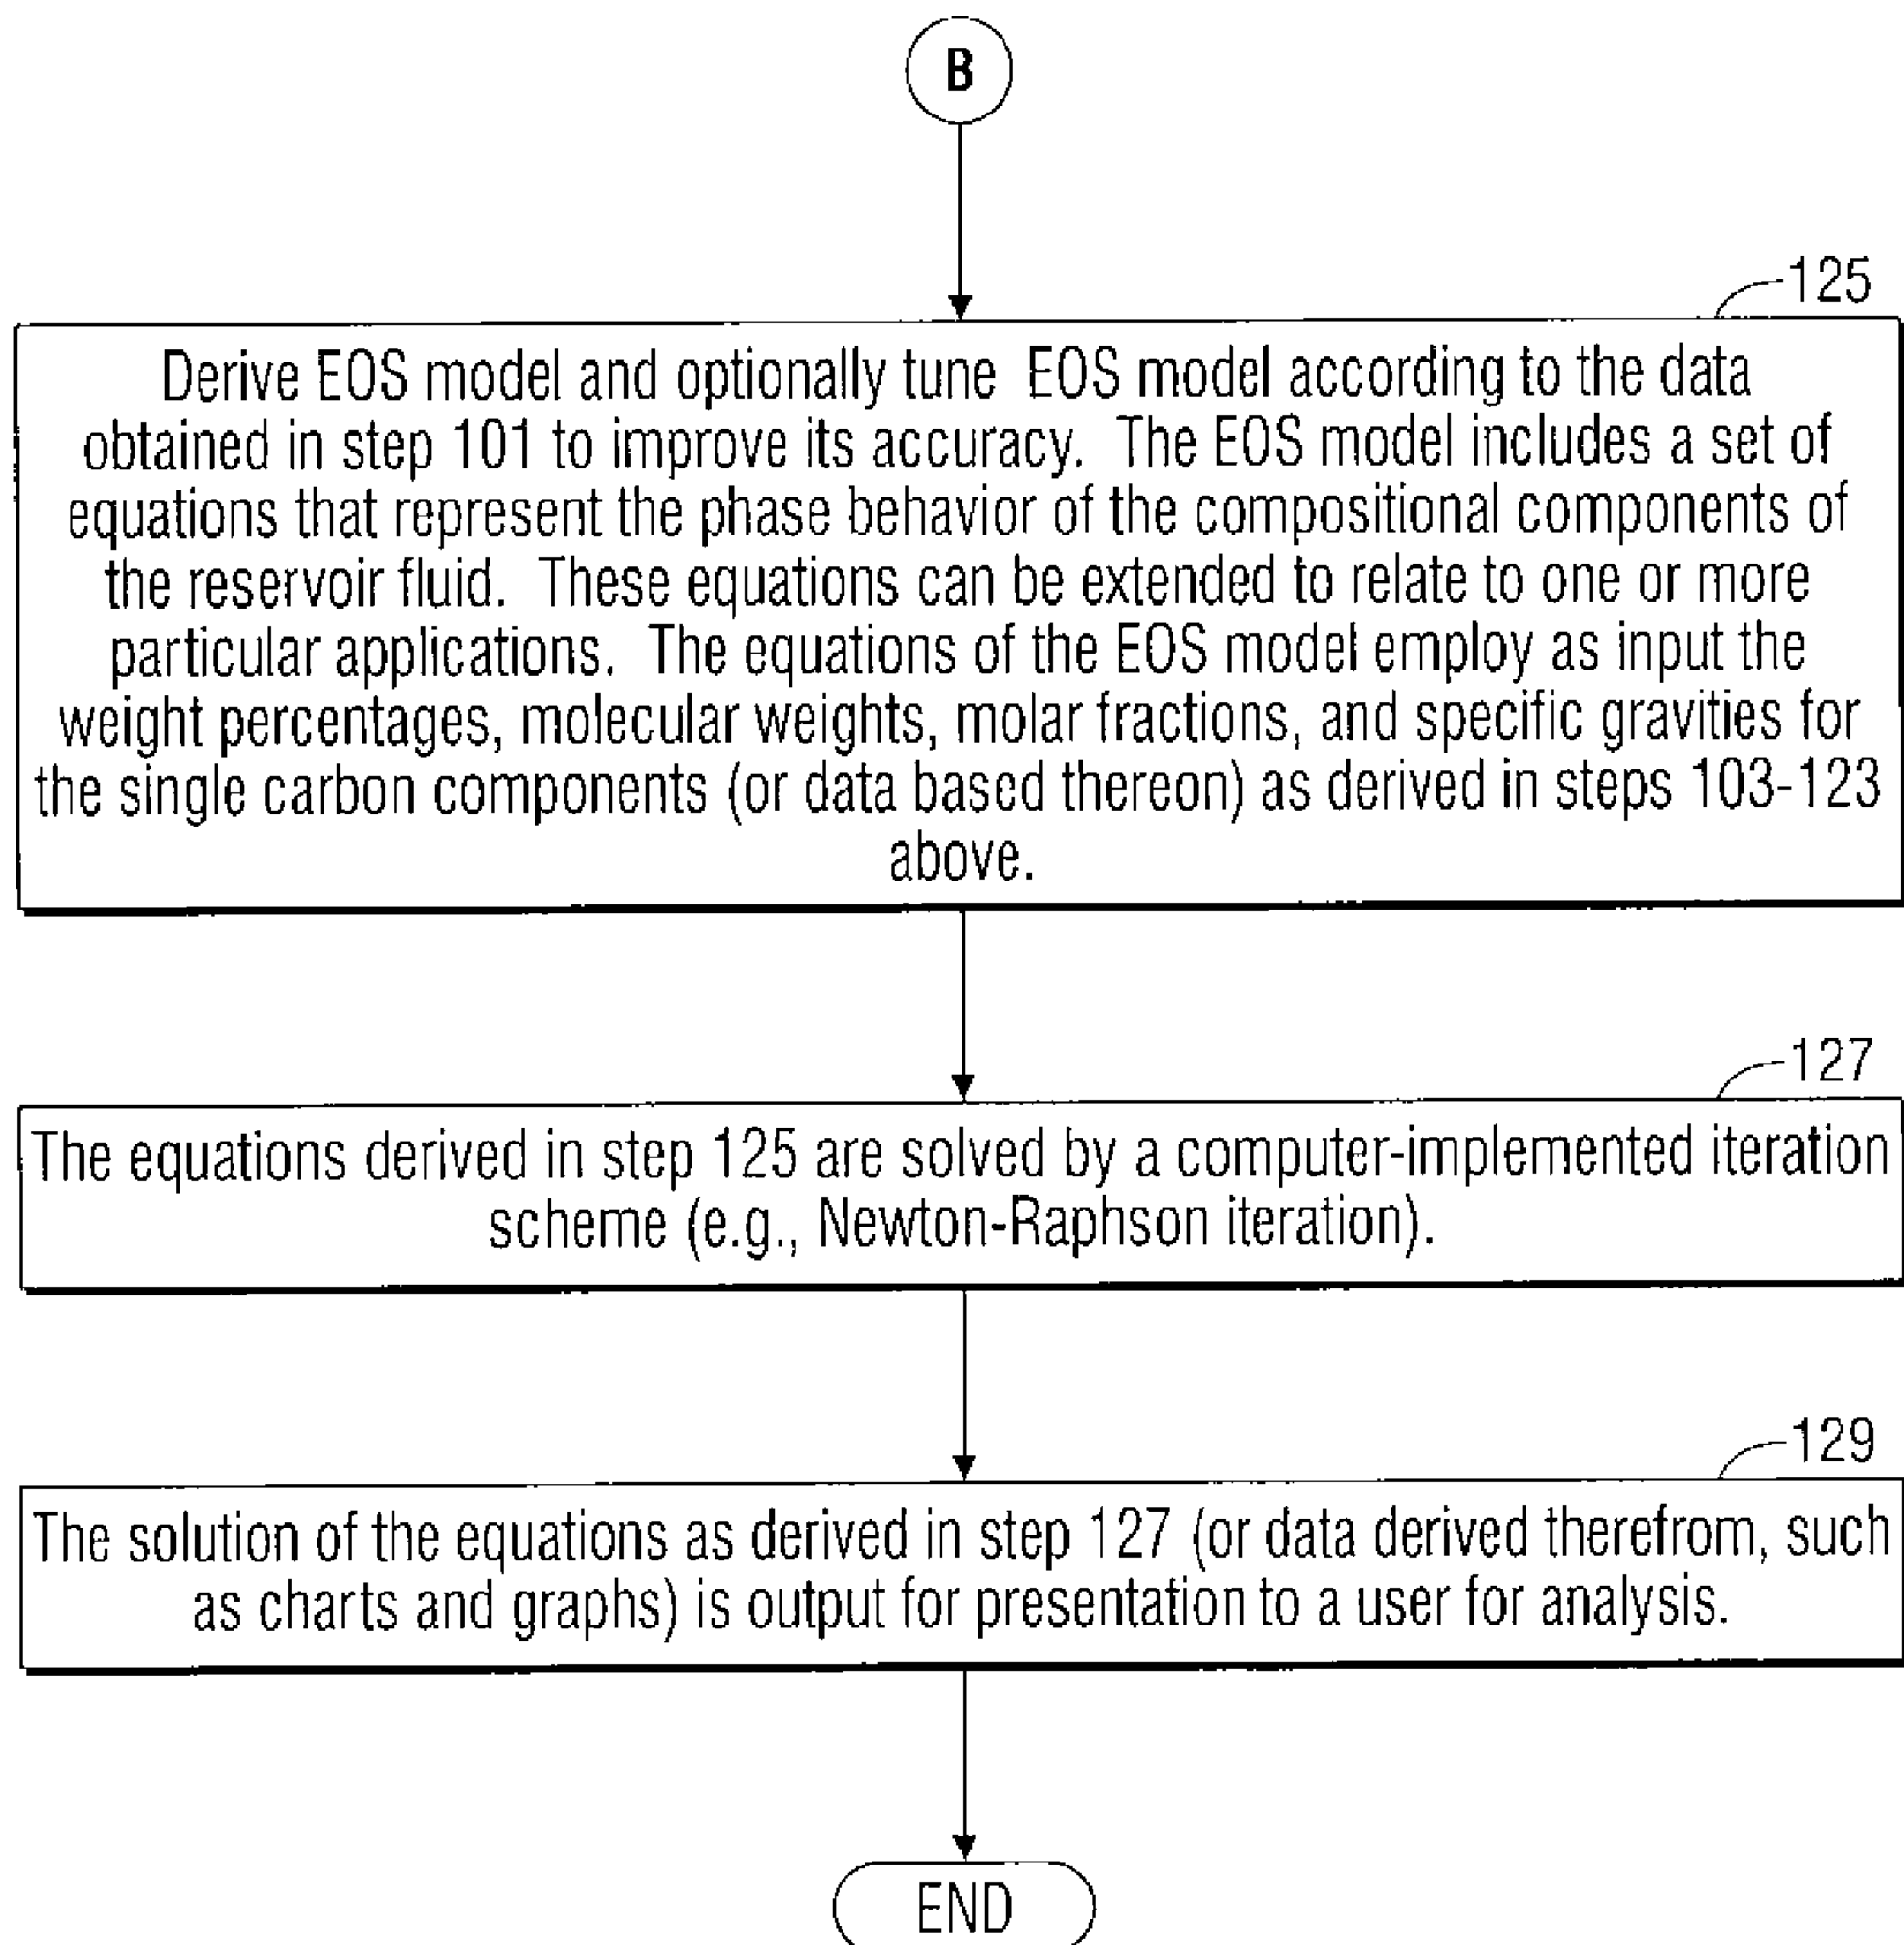 B
125
Derive EOS model and optionally tune EOS model according to the data
obtained in step 101 to improve its accuracy. The EOS model includes a set of
equations that represent the phase behavior of the compositional components of
the reservoir fluid. These equations can be extended to relate to one or more
particular applications. The equations of the EOS model employ as input the
weight percentages, molecular weights, molar fractions, and specific gravities for
the single carbon components (or data based thereon) as derived in steps 103-123
above.
127
The equations derived in step 125 are solved by a computer-implemented iteration
scheme (e.g., Newton-Raphson iteration).
129
The solution of the equations as derived in step 127 (or data derived therefrom, such
as charts and graphs) is output for presentation to a user for analysis.
END